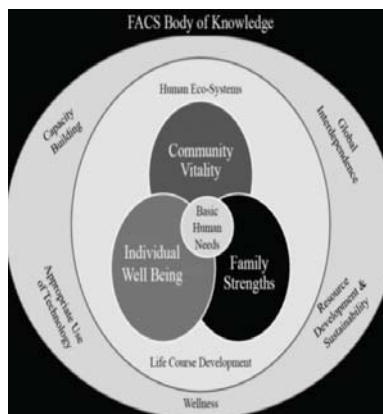 FACS Body of Knowledge
Human Eco-Systems
Capacity
Building
Global
Interdependence
Community
Vitality
Basic
Human
Needs
Individual
Well Being
Family
Strengths
Appropriate Use
of Technology
Resource
Development &
Sustainability
Life Course Development
Wellness